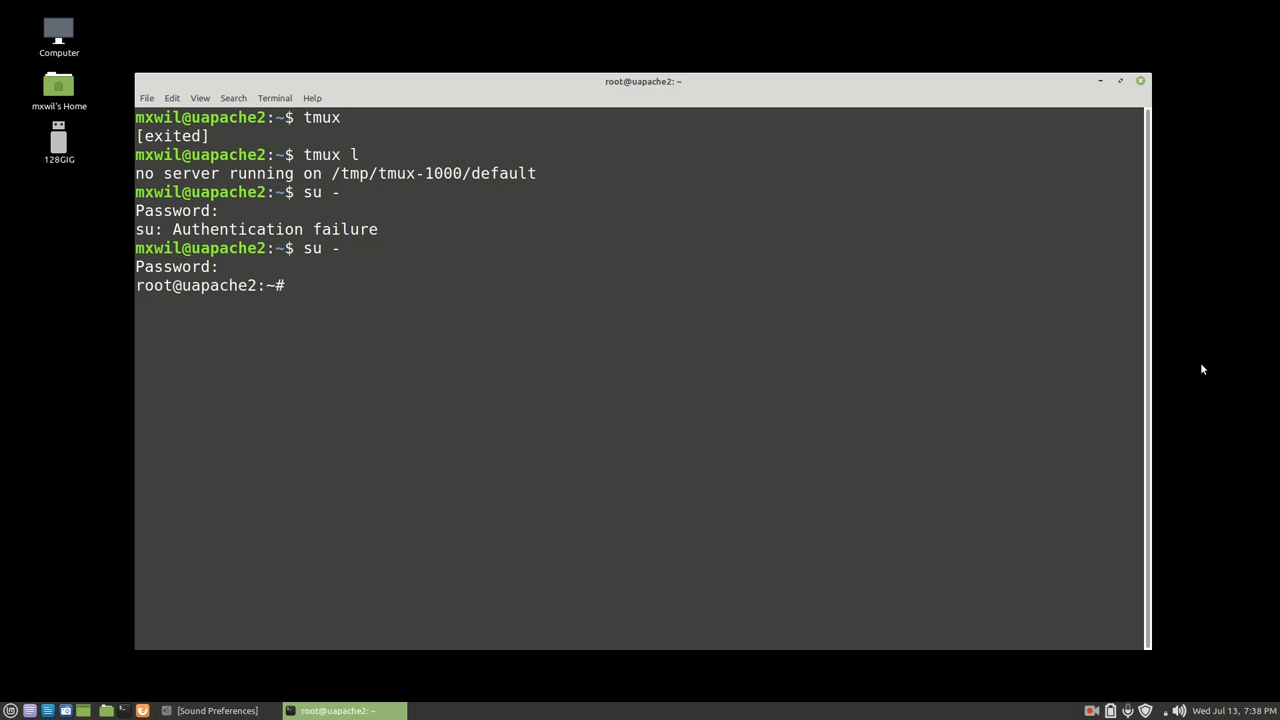 Computer
mxwil's Home
128GIG
root@uapache2: ~
File Edit View Search Terminal Help
mxwil@uapache2:~$ tmux
[exited]
mxwil@uapache2:~$ tmux l
no server running on /tmp/tmux-1000/default
mxwil@uapache2:~$ su -
Password:
su: Authentication failure
mxwil@uapache2:~$ su -
Password:
root@uapache2:~#
[Sound Preferences] root@uapache2: ~ Wed Jul 13, 7:38 PM